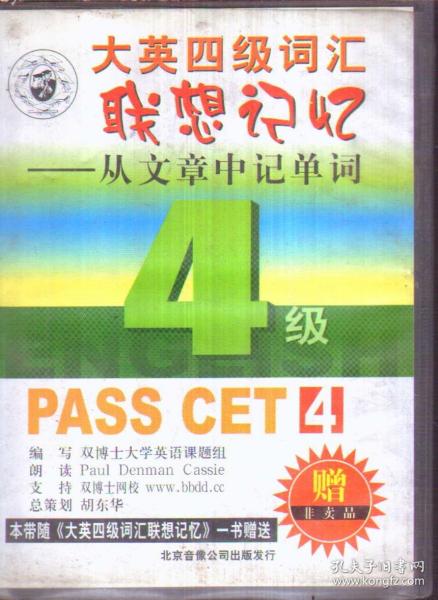 大英四级词汇
联想记忆
——从文章中记单词
4级
ENGLISH
PASS CET 4
编 写 双博士大学英语课题组
朗 读 Paul Denman Cassie
支 持 双博士网校 www.bbdd.cc
总策划 胡东华
赠
非卖品
本带随《大英四级词汇联想记忆》一书赠送
北京音像公司出版发行
孔夫子旧书网
kongfz.com